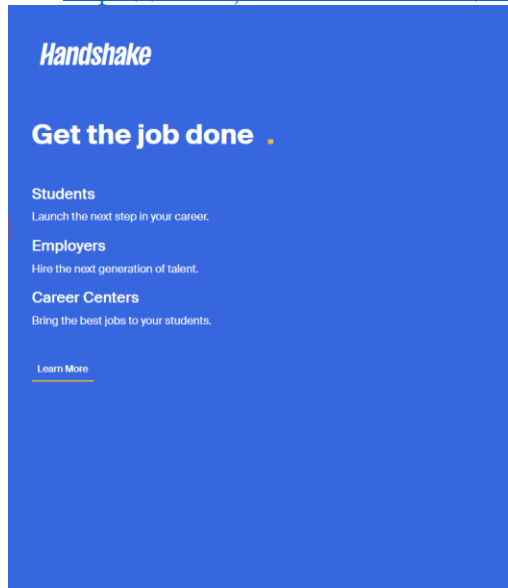 Handshake
Get the job done .
Students
Launch the next step in your career.
Employers
Hire the next generation of talent.
Career Centers
Bring the best jobs to your students.
Learn More